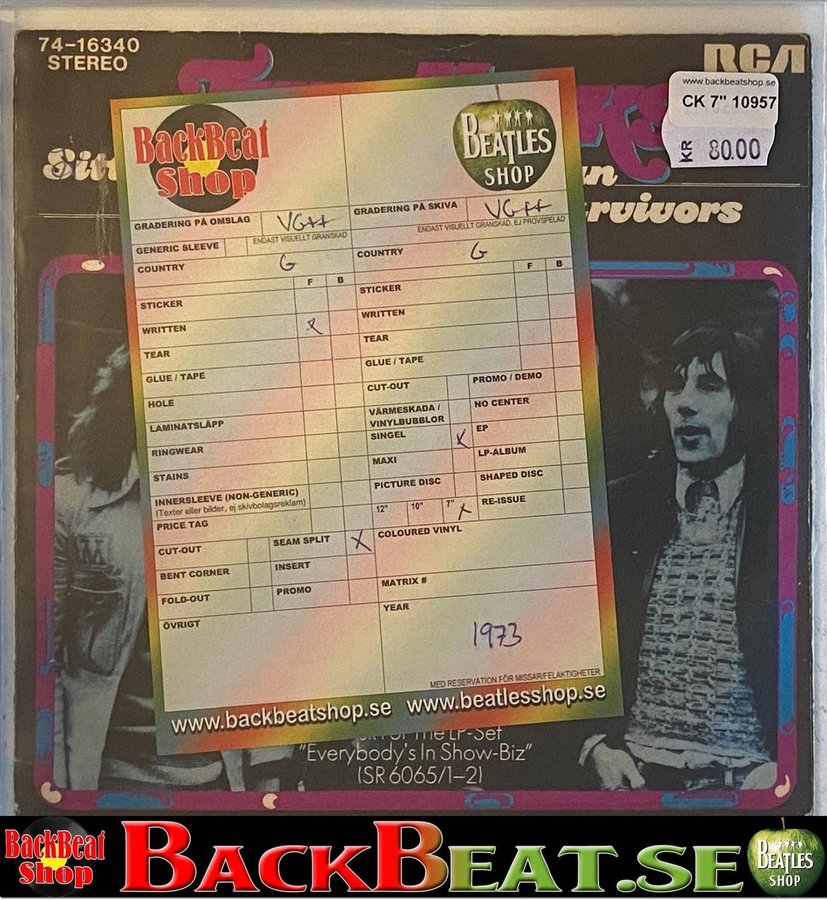 74-16340
STEREO
RCA
www.backbeatshop.se
CK 7" 10957
KR 80.00
Sitt
an
rvivors
BackBeat
Shop
BEATLES
SHOP
GRADERING PÅ OMSLAG VG++
ENDAST VISUELLT GRANSKAD
GENERIC SLEEVE
COUNTRY G
F B
STICKER
WRITTEN X
TEAR
GLUE / TAPE
HOLE
LAMINATSLÄPP
RINGWEAR
STAINS
INNERSLEEVE (NON-GENERIC)
(Texter eller bilder, ej skivbolagsreklam)
PRICE TAG
CUT-OUT SEAM SPLIT X
BENT CORNER INSERT
FOLD-OUT PROMO
ÖVRIGT
GRADERING PÅ SKIVA VG++
ENDAST VISUELLT GRANSKAD, EJ PROVSPELAD
COUNTRY G
F B
STICKER
WRITTEN
TEAR
GLUE / TAPE
CUT-OUT PROMO / DEMO
VÄRMESKADA /
VINYLBUBBLOR NO CENTER
SINGEL X EP
MAXI LP-ALBUM
PICTURE DISC SHAPED DISC
12" 10" 7" X RE-ISSUE
COLOURED VINYL
MATRIX #
YEAR
1973
MED RESERVATION FÖR MISSAR/FELAKTIGHETER
www.backbeatshop.se www.beatlesshop.se
The LP-Set
"Everybody's In Show-Biz"
(SR 6065/1-2)
BackBeat
Shop
BACKBEAT.SE
BEATLES
SHOP